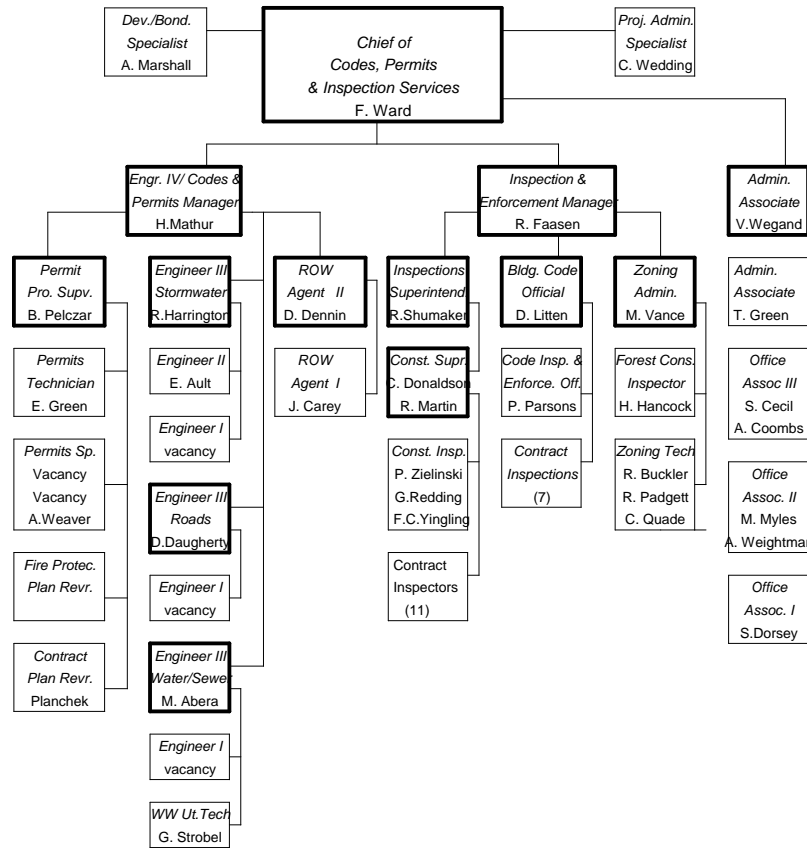 Dev./Bond.
Specialist
A. Marshall
Chief of
Codes, Permits
& Inspection Services
F. Ward
Proj. Admin.
Specialist
C. Wedding
Engr. IV/ Codes &
Permits Manager
H.Mathur
Inspection &
Enforcement Manager
R. Faasen
Admin.
Associate
V.Wegand
Permit
Pro. Supv.
B. Pelczar
Permits
Technician
E. Green
Permits Sp.
Vacancy
Vacancy
A.Weaver
Fire Protec.
Plan Revr.
Contract
Plan Revr.
Planchek
Engineer III
Stormwater
R.Harrington
Engineer II
E. Ault
Engineer I
vacancy
Engineer III
Roads
D.Daugherty
Engineer I
vacancy
Engineer III
Water/Sewer
M. Abera
Engineer I
vacancy
WW Ut.Tech
G. Strobel
ROW
Agent II
D. Dennin
ROW
Agent I
J. Carey
Inspections
Superintend.
R.Shumaker
Const. Supr.
C. Donaldson
R. Martin
Const. Insp.
P. Zielinski
G.Redding
F.C.Yingling
Contract
Inspectors
(11)
Bldg. Code
Official
D. Litten
Code Insp. &
Enforce. Off.
P. Parsons
Contract
Inspections
(7)
Zoning
Admin.
M. Vance
Forest Cons.
Inspector
H. Hancock
Zoning Tech
R. Buckler
R. Padgett
C. Quade
Admin.
Associate
T. Green
Office
Assoc III
S. Cecil
A. Coombs
Office
Assoc. II
M. Myles
A. Weightman
Office
Assoc. I
S.Dorsey